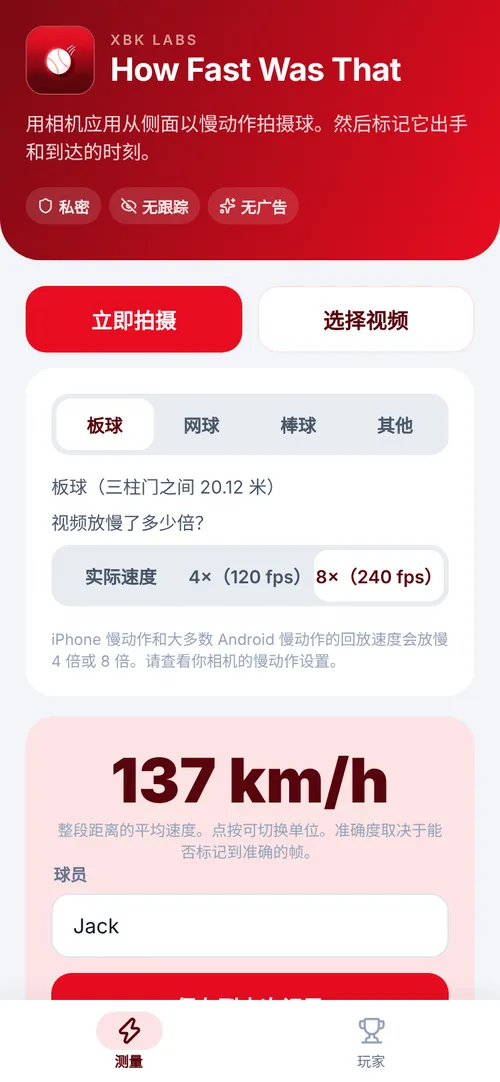 XBK LABS
How Fast Was That
用相机应用从侧面以慢动作拍摄球。然后标记它出手
和到达的时刻。
私密
无跟踪
无广告
立即拍摄
选择视频
板球
网球
棒球
其他
板球（三柱门之间 20.12 米）
视频放慢了多少倍？
实际速度
4×（120 fps）
8×（240 fps）
iPhone 慢动作和大多数 Android 慢动作的回放速度会放慢
4 倍或 8 倍。请查看你相机的慢动作设置。
137 km/h
整段距离的平均速度。点按可切换单位。准确度取决于能
否标记到准确的帧。
球员
Jack
测量
玩家